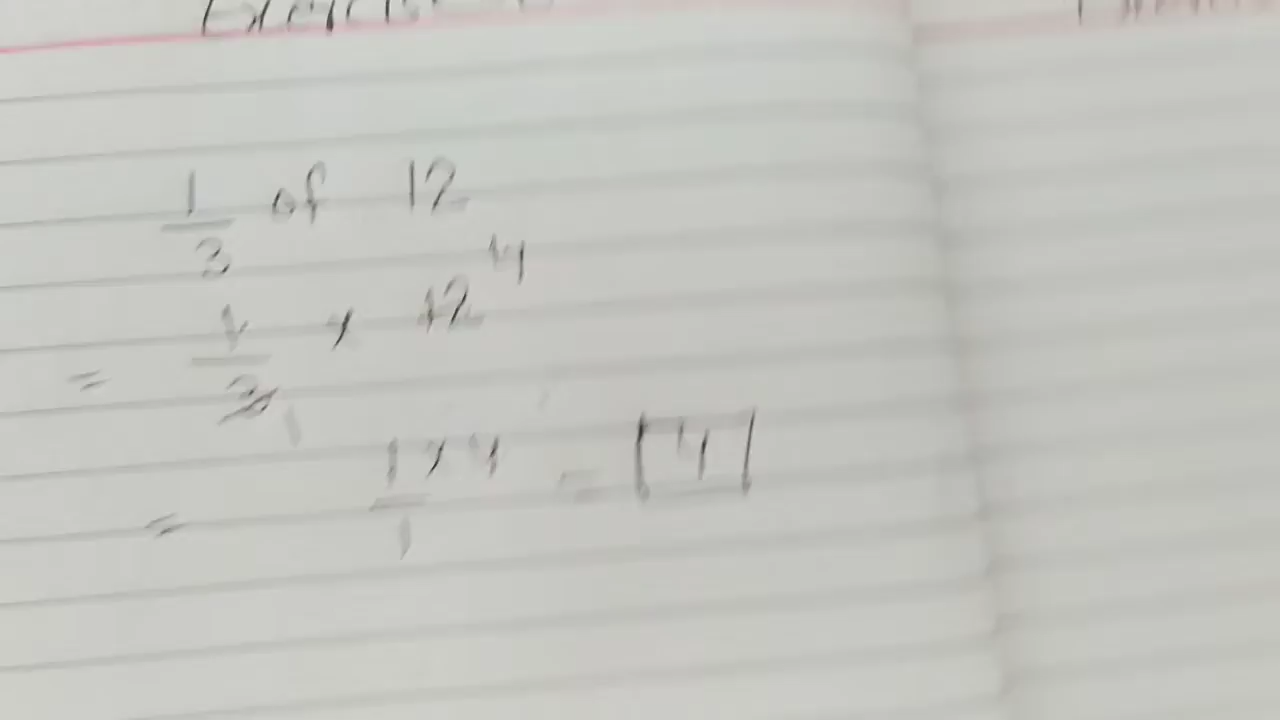 1/3 of 12
= 1/3 × 12 4
1
= 1×4/1 = 4